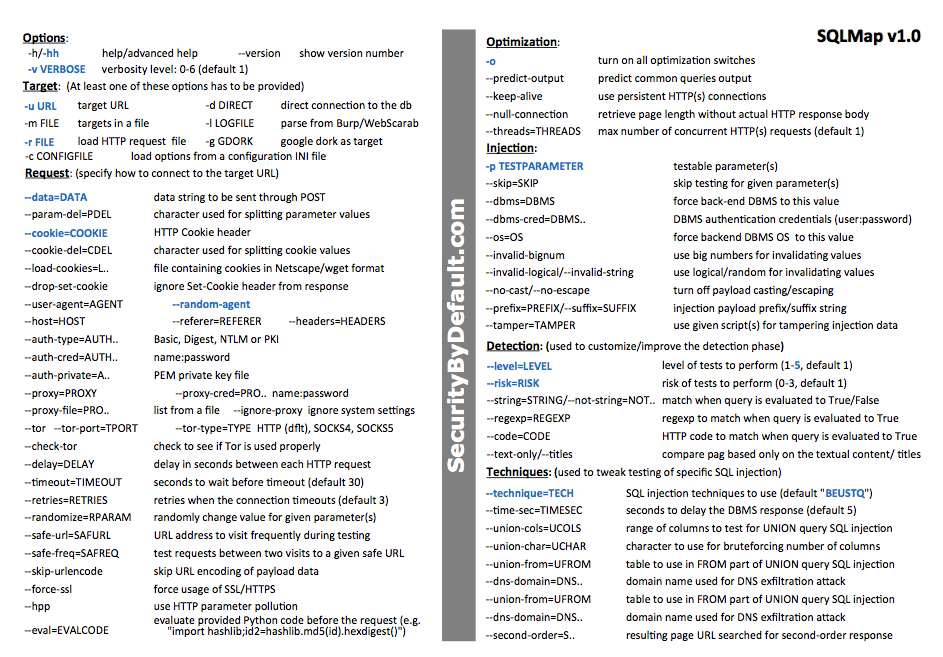 Options:
-h/-hh help/advanced help --version show version number
-v VERBOSE verbosity level: 0-6 (default 1)
Target: (At least one of these options has to be provided)
-u URL target URL -d DIRECT direct connection to the db
-m FILE targets in a file -l LOGFILE parse from Burp/WebScarab
-r FILE load HTTP request file -g GDORK google dork as target
-c CONFIGFILE load options from a configuration INI file
Request: (specify how to connect to the target URL)
--data=DATA data string to be sent through POST
--param-del=PDEL character used for splitting parameter values
--cookie=COOKIE HTTP Cookie header
--cookie-del=CDEL character used for splitting cookie values
--load-cookies=L.. file containing cookies in Netscape/wget format
--drop-set-cookie ignore Set-Cookie header from response
--user-agent=AGENT --random-agent
--host=HOST --referer=REFERER --headers=HEADERS
--auth-type=AUTH.. Basic, Digest, NTLM or PKI
--auth-cred=AUTH.. name:password
--auth-private=A.. PEM private key file
--proxy=PROXY --proxy-cred=PRO.. name:password
--proxy-file=PRO.. list from a file --ignore-proxy ignore system settings
--tor --tor-port=TPORT --tor-type=TYPE HTTP (dflt), SOCKS4, SOCKS5
--check-tor check to see if Tor is used properly
--delay=DELAY delay in seconds between each HTTP request
--timeout=TIMEOUT seconds to wait before timeout (default 30)
--retries=RETRIES retries when the connection timeouts (default 3)
--randomize=RPARAM randomly change value for given parameter(s)
--safe-url=SAFURL URL address to visit frequently during testing
--safe-freq=SAFREQ test requests between two visits to a given safe URL
--skip-urlencode skip URL encoding of payload data
--force-ssl force usage of SSL/HTTPS
--hpp use HTTP parameter pollution
--eval=EVALCODE evaluate provided Python code before the request (e.g.
"import hashlib;id2=hashlib.md5(id).hexdigest()")
SecurityByDefault.com
SQLMap v1.0
Optimization:
-o turn on all optimization switches
--predict-output predict common queries output
--keep-alive use persistent HTTP(s) connections
--null-connection retrieve page length without actual HTTP response body
--threads=THREADS max number of concurrent HTTP(s) requests (default 1)
Injection:
-p TESTPARAMETER testable parameter(s)
--skip=SKIP skip testing for given parameter(s)
--dbms=DBMS force back-end DBMS to this value
--dbms-cred=DBMS.. DBMS authentication credentials (user:password)
--os=OS force backend DBMS OS to this value
--invalid-bignum use big numbers for invalidating values
--invalid-logical/--invalid-string use logical/random for invalidating values
--no-cast/--no-escape turn off payload casting/escaping
--prefix=PREFIX/--suffix=SUFFIX injection payload prefix/suffix string
--tamper=TAMPER use given script(s) for tampering injection data
Detection: (used to customize/improve the detection phase)
--level=LEVEL level of tests to perform (1-5, default 1)
--risk=RISK risk of tests to perform (0-3, default 1)
--string=STRING/--not-string=NOT.. match when query is evaluated to True/False
--regexp=REGEXP regexp to match when query is evaluated to True
--code=CODE HTTP code to match when query is evaluated to True
--text-only/--titles compare pag based only on the textual content/ titles
Techniques: (used to tweak testing of specific SQL injection)
--technique=TECH SQL injection techniques to use (default "BEUSTQ")
--time-sec=TIMESEC seconds to delay the DBMS response (default 5)
--union-cols=UCOLS range of columns to test for UNION query SQL injection
--union-char=UCHAR character to use for bruteforcing number of columns
--union-from=UFROM table to use in FROM part of UNION query SQL injection
--dns-domain=DNS.. domain name used for DNS exfiltration attack
--union-from=UFROM table to use in FROM part of UNION query SQL injection
--dns-domain=DNS.. domain name used for DNS exfiltration attack
--second-order=S.. resulting page URL searched for second-order response